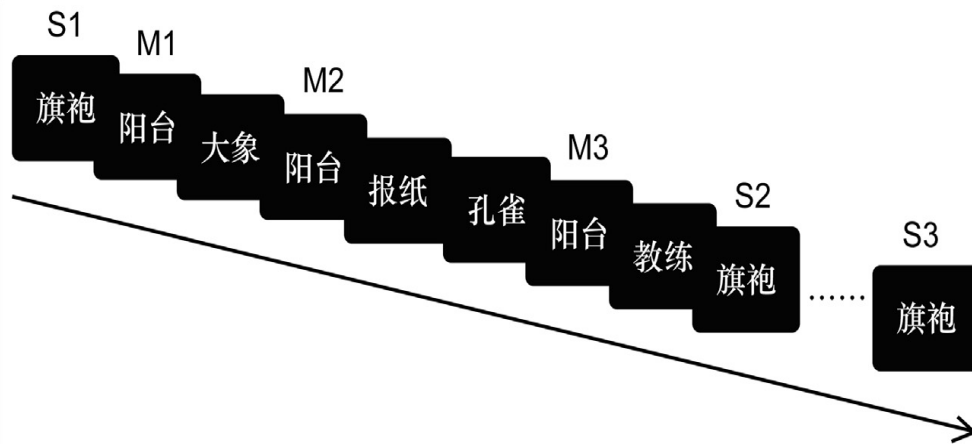 S1
旗袍
M1
阳台
大象
M2
阳台
报纸
孔雀
M3
阳台
教练
S2
旗袍
........
S3
旗袍